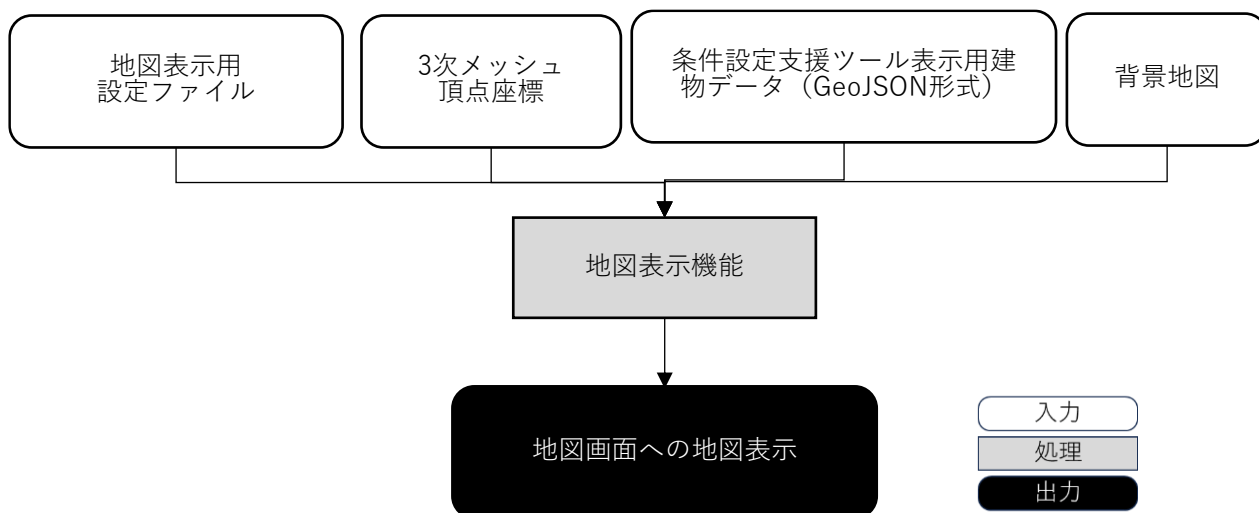 地図表示用
設定ファイル
3次メッシュ
頂点座標
条件設定支援ツール表示用建
物データ（GeoJSON形式）
背景地図
地図表示機能
地図画面への地図表示
入力
処理
出力